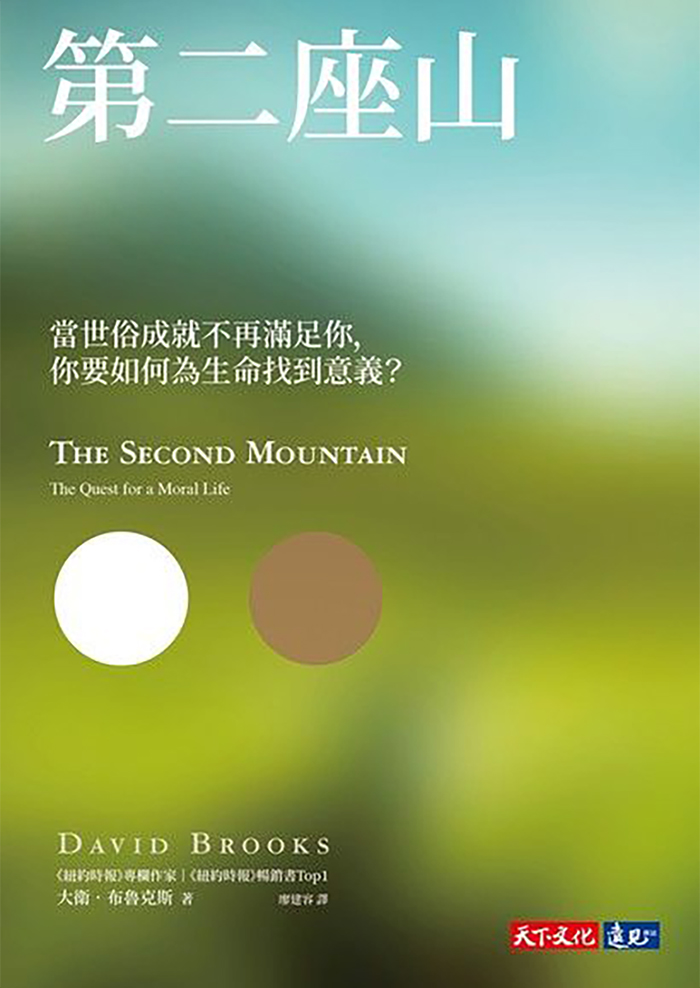 第二座山
當世俗成就不再滿足你,
你要如何為生命找到意義?
THE SECOND MOUNTAIN
The Quest for a Moral Life
DAVID BROOKS
《紐約時報》專欄作家|《紐約時報》暢銷書Top1
大衛·布魯克斯 著 廖建容 譯
天下文化 遠見